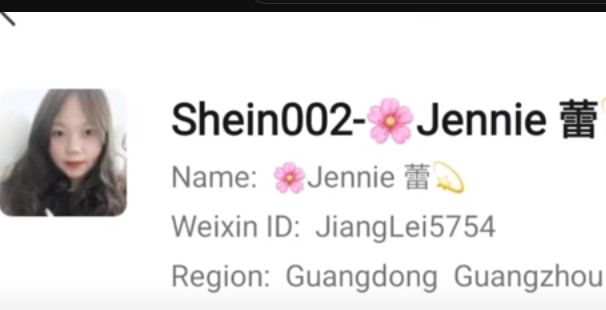 Shein002-🌸Jennie 蕾
Name: 🌸Jennie 蕾💫
Weixin ID: JiangLei5754
Region: Guangdong Guangzhou